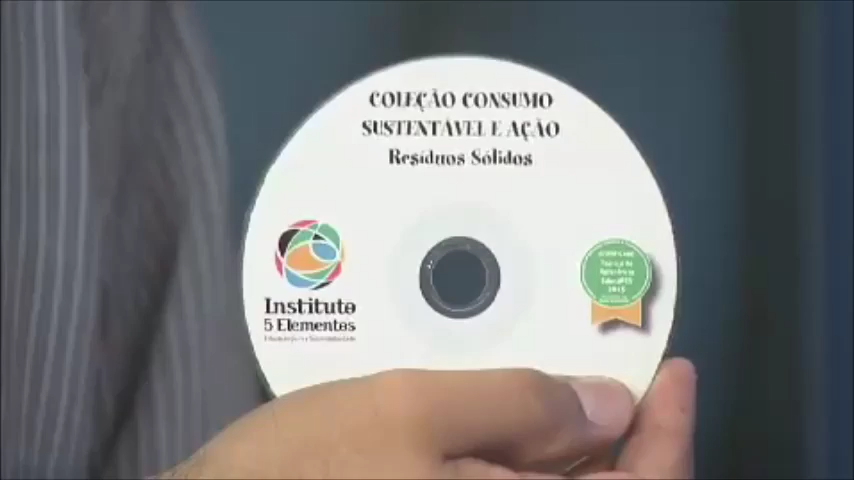 COLEÇÃO CONSUMO
SUSTENTÁVEL E AÇÃO
Resíduos Sólidos
Instituto
5 Elementos